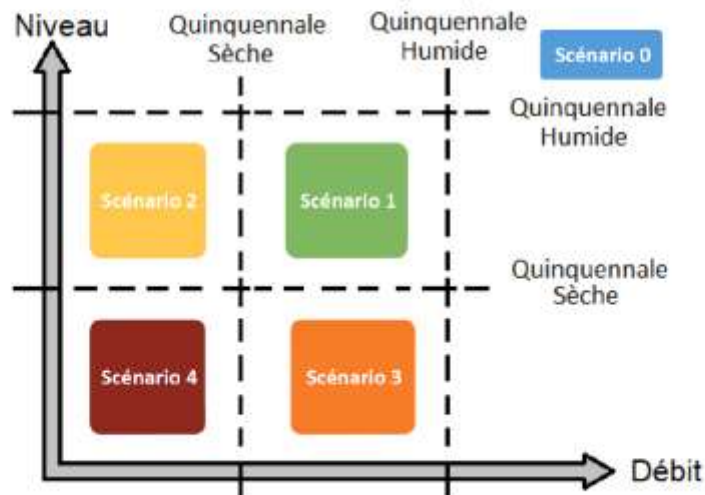 Niveau
Quinquennale
Sèche
Quinquennale
Humide
Scénario 0
Quinquennale
Humide
Scénario 2
Scénario 1
Quinquennale
Sèche
Scénario 4
Scénario 3
Débit